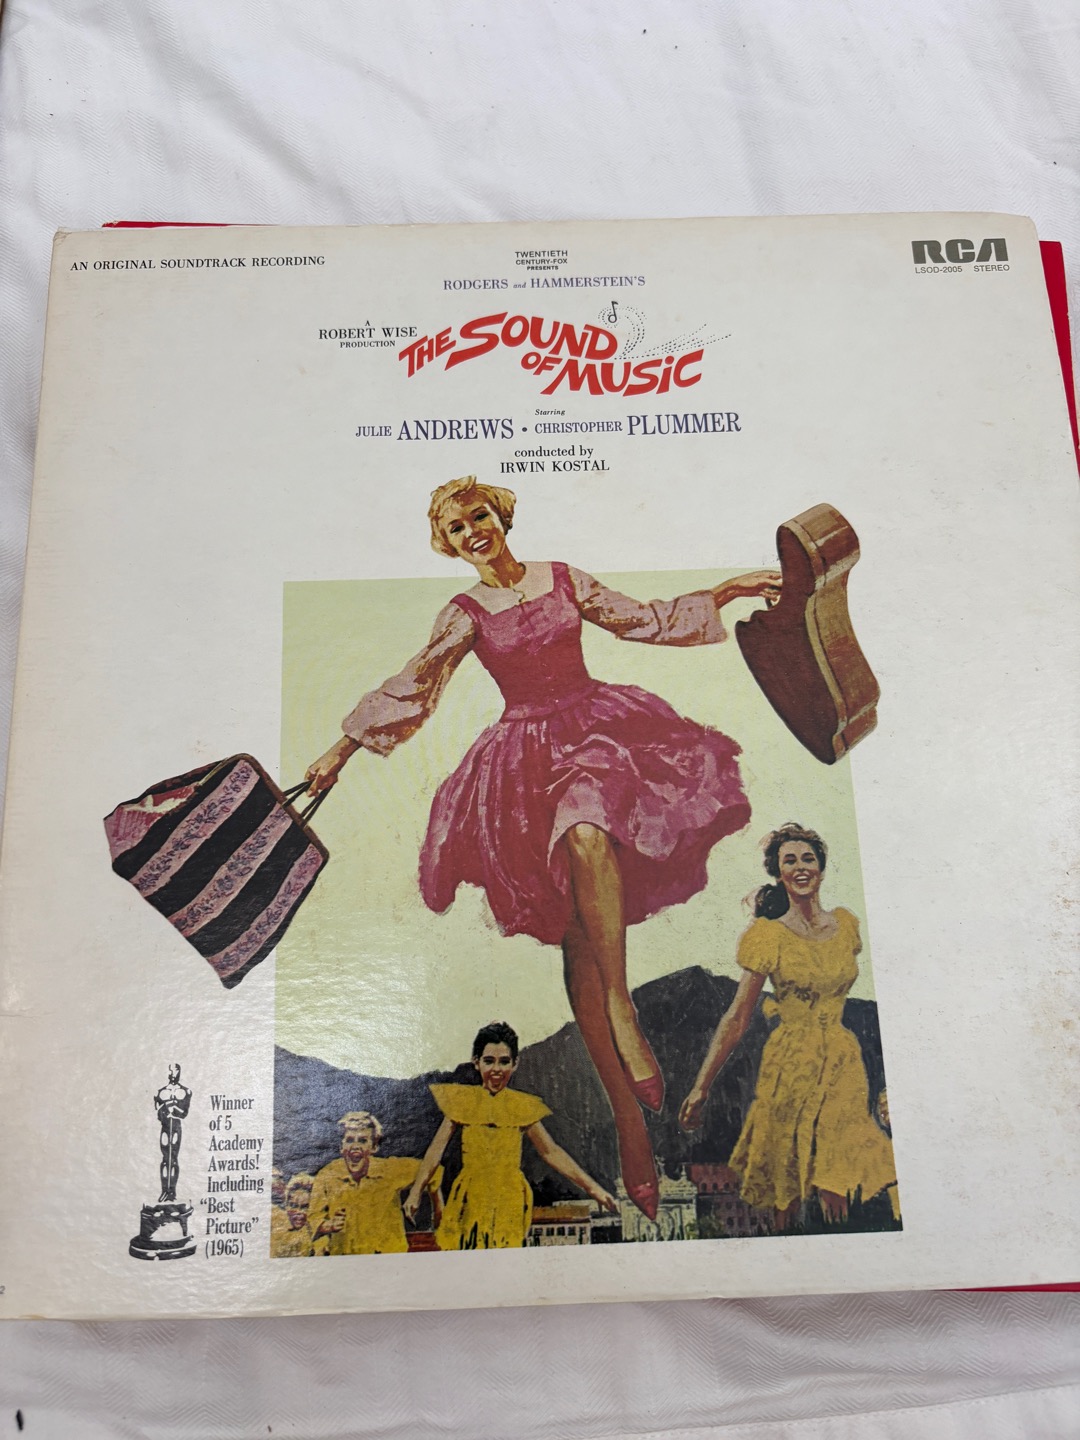 AN ORIGINAL SOUNDTRACK RECORDING
TWENTIETH
CENTURY-FOX
PRESENTS
RODGERS and HAMMERSTEIN'S
RCA
LSOD-2005 STEREO
A
ROBERT WISE
PRODUCTION
THE SOUND
OF MUSIC
Starring
JULIE ANDREWS • CHRISTOPHER PLUMMER
conducted by
IRWIN KOSTAL
Winner
of 5
Academy
Awards!
Including
"Best
Picture"
(1965)
2